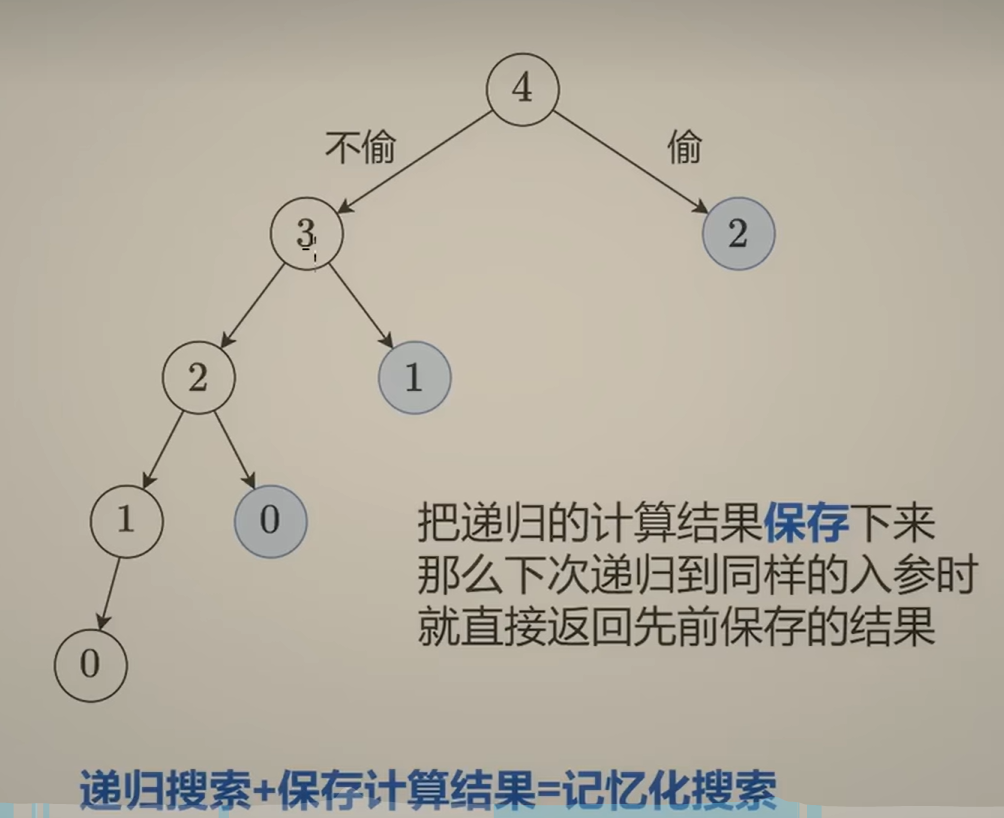 4
不偷
偷
3
2
2
1
1
0
把递归的计算结果保存下来
那么下次递归到同样的入参时
就直接返回先前保存的结果
0
递归搜索+保存计算结果=记忆化搜索